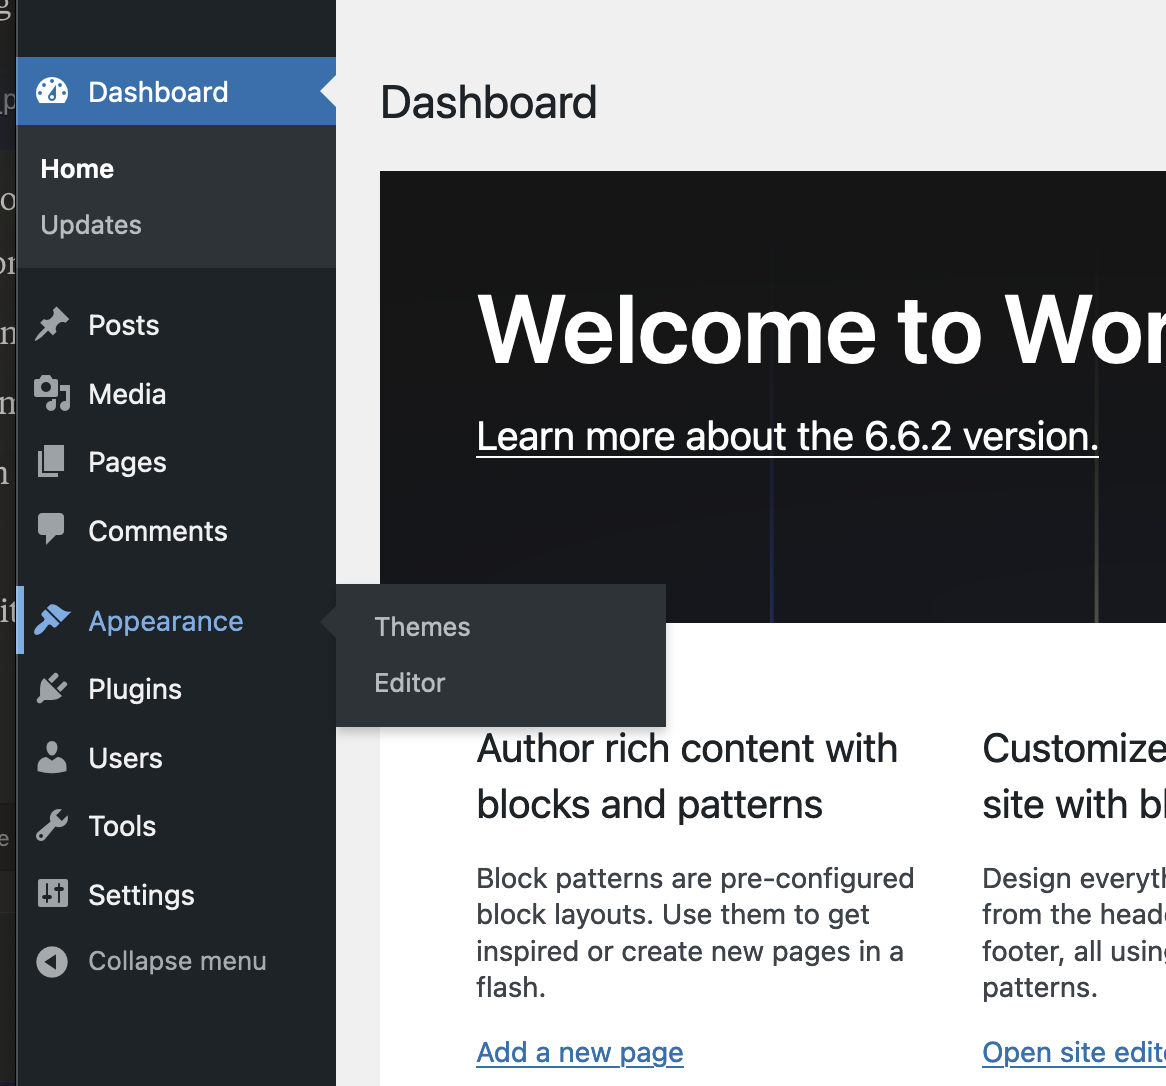 Dashboard
Home
Updates
Posts
Media
Pages
Comments
Appearance
Plugins
Users
Tools
Settings
Collapse menu
Themes
Editor
Dashboard
Welcome to Wor
Learn more about the 6.6.2 version.
Author rich content with
blocks and patterns
Block patterns are pre-configured
block layouts. Use them to get
inspired or create new pages in a
flash.
Add a new page
Customize
site with bl
Design everyth
from the head
footer, all using
patterns.
Open site edit